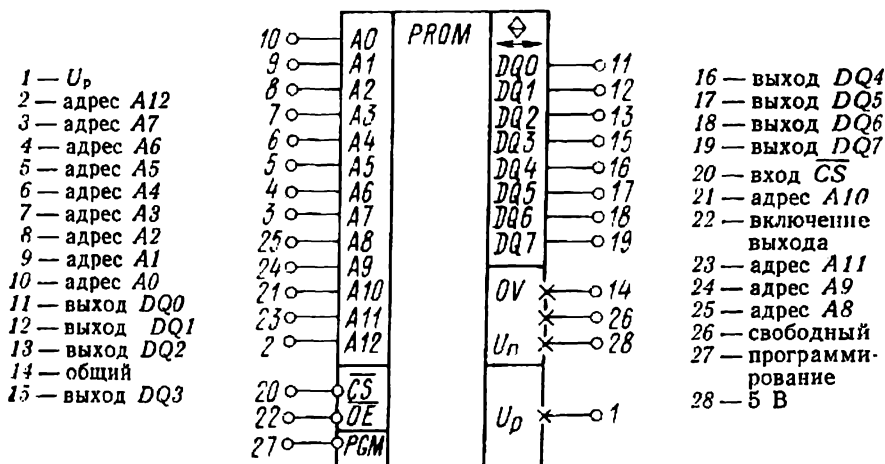 1 — Uр
2 — адрес A12
3 — адрес A7
4 — адрес A6
5 — адрес A5
6 — адрес A4
7 — адрес A3
8 — адрес A2
9 — адрес A1
10 — адрес A0
11 — выход DQ0
12 — выход DQ1
13 — выход DQ2
14 — общий
15 — выход DQ3
PROM
10 A0
9 A1
8 A2
7 A3
6 A4
5 A5
4 A6
3 A7
25 A8
24 A9
21 A10
23 A11
2 A12
20 C̅S̅
22 O̅E̅
27 PGM
DQ0 11
DQ1 12
DQ2 13
DQ3 15
DQ4 16
DQ5 17
DQ6 18
DQ7 19
OV 14
26
Uп 28
Uр 1
16 — выход DQ4
17 — выход DQ5
18 — выход DQ6
19 — выход DQ7
20 — вход C̅S̅
21 — адрес A10
22 — включение
выхода
23 — адрес A11
24 — адрес A9
25 — адрес A8
26 — свободный
27 — программи-
рование
28 — 5 В